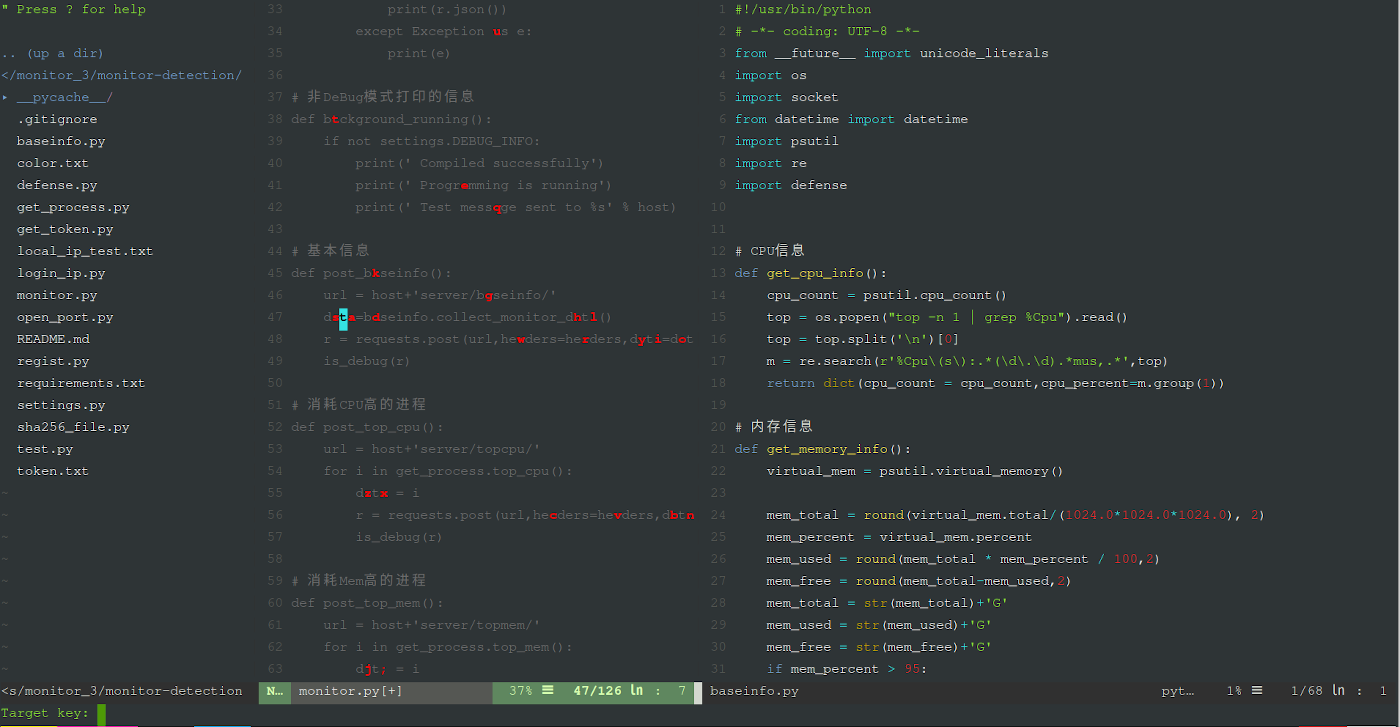 " Press ? for help
.. (up a dir)
</monitor_3/monitor-detection/
▸ __pycache__/
.gitignore
baseinfo.py
color.txt
defense.py
get_process.py
get_token.py
local_ip_test.txt
login_ip.py
monitor.py
open_port.py
README.md
regist.py
requirements.txt
settings.py
sha256_file.py
test.py
token.txt
~
~
~
~
~
~
~
~
~
<s/monitor_3/monitor-detection
33 print(r.json())
34 except Exception us e:
35 print(e)
36
37 # 非DeBug模式打印的信息
38 def btckground_running():
39 if not settings.DEBUG_INFO:
40 print(' Compiled successfully')
41 print(' Progremming is running')
42 print(' Test messqge sent to %s' % host)
43
44 # 基本信息
45 def post_bkseinfo():
46 url = host+'server/bgseinfo/'
47 dsta=bdseinfo.collect_monitor_dhtl()
48 r = requests.post(url,hewders=herders,dyti=dot
49 is_debug(r)
50
51 # 消耗CPU高的进程
52 def post_top_cpu():
53 url = host+'server/topcpu/'
54 for i in get_process.top_cpu():
55 dztx = i
56 r = requests.post(url,hecders=hevders,dbtn
57 is_debug(r)
58
59 # 消耗Mem高的进程
60 def post_top_mem():
61 url = host+'server/topmem/'
62 for i in get_process.top_mem():
63 djt; = i
N… monitor.py[+] 37% ☰ 47/126 ln : 7
1 #!/usr/bin/python
2 # -*- coding: UTF-8 -*-
3 from __future__ import unicode_literals
4 import os
5 import socket
6 from datetime import datetime
7 import psutil
8 import re
9 import defense
10
11
12 # CPU信息
13 def get_cpu_info():
14 cpu_count = psutil.cpu_count()
15 top = os.popen("top -n 1 | grep %Cpu").read()
16 top = top.split('\n')[0]
17 m = re.search(r'%Cpu\(s\):.*(\d\.\d).*mus,.*',top)
18 return dict(cpu_count = cpu_count,cpu_percent=m.group(1))
19
20 # 内存信息
21 def get_memory_info():
22 virtual_mem = psutil.virtual_memory()
23
24 mem_total = round(virtual_mem.total/(1024.0*1024.0*1024.0), 2)
25 mem_percent = virtual_mem.percent
26 mem_used = round(mem_total * mem_percent / 100,2)
27 mem_free = round(mem_total-mem_used,2)
28 mem_total = str(mem_total)+'G'
29 mem_used = str(mem_used)+'G'
30 mem_free = str(mem_free)+'G'
31 if mem_percent > 95:
baseinfo.py pyt… 1% ☰ 1/68 ln : 1
Target key: